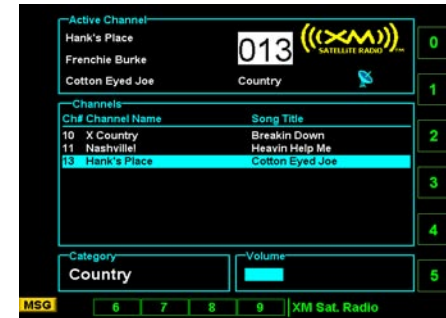 Active Channel
Hank's Place
Frenchie Burke
Cotton Eyed Joe
013
Country
(((XM)))
SATELLITE RADIO
Channels
Ch# Channel Name Song Title
10 X Country Breakin Down
11 Nashville! Heavin Help Me
13 Hank's Place Cotton Eyed Joe
Category
Country
Volume
0
1
2
3
4
5
MSG
6 7 8 9 XM Sat. Radio